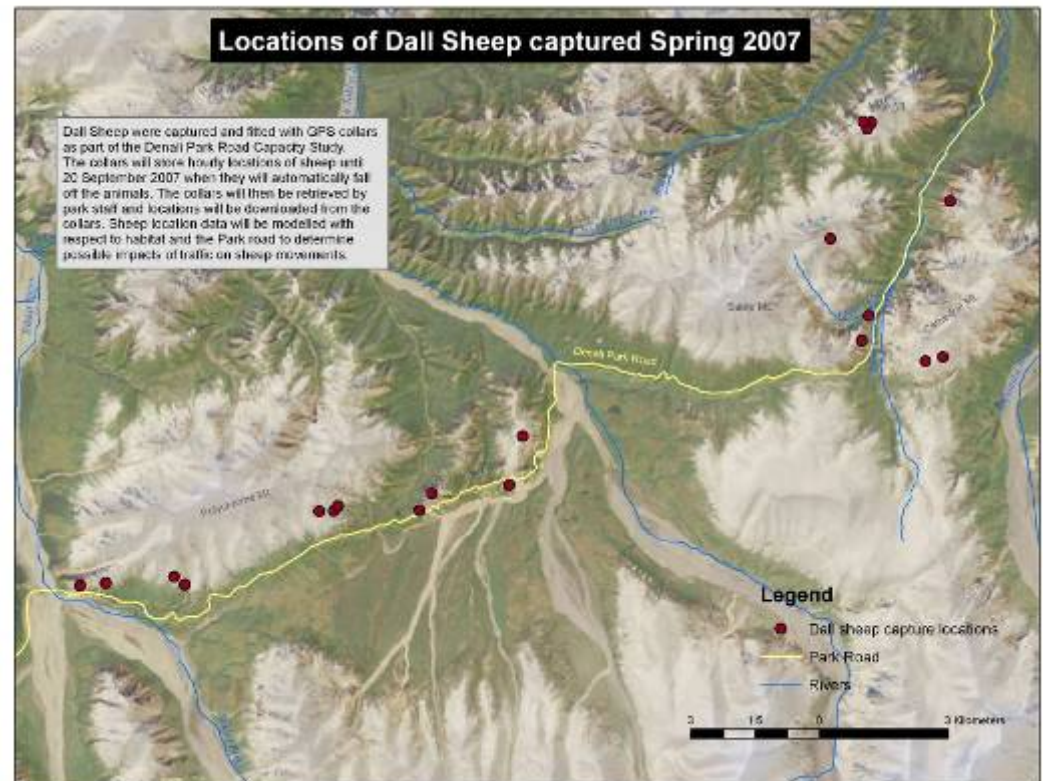 Locations of Dall Sheep captured Spring 2007
Dall Sheep were captured and fitted with GPS collars
as part of the Denali Park Road Capacity Study.
The collars will store hourly locations of sheep until
20 September 2007 when they will automatically fall
off the animals. The collars will then be retrieved by
park staff and locations will be downloaded from the
collars. Sheep location data will be modelled with
respect to habitat and the Park road to determine
possible impacts of traffic on sheep movements.
Denali Park Road
Polychrome Mt
Legend
Dall sheep capture locations
Park Road
Rivers
3 1.5 0 3 Kilometers